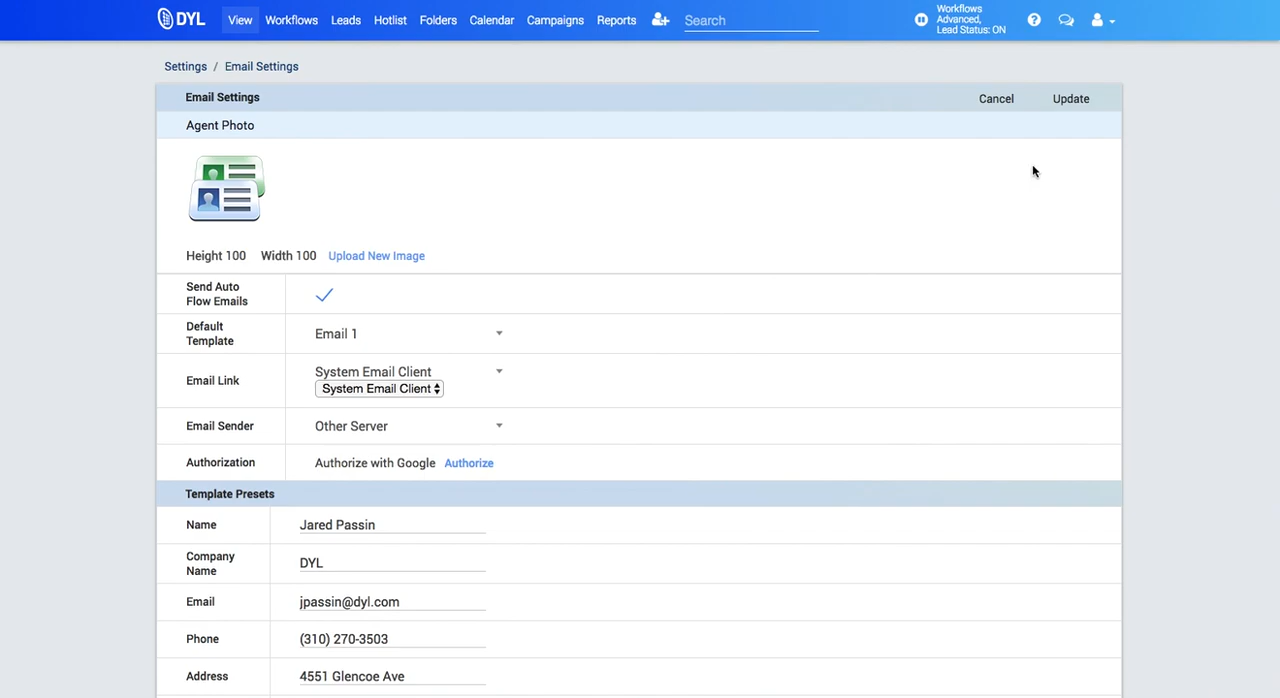 DYL View Workflows Leads Hotlist Folders Calendar Campaigns Reports Search
Workflows
Advanced,
Lead Status: ON
Settings / Email Settings
Email Settings Cancel Update
Agent Photo
Height 100 Width 100 Upload New Image
Send Auto
Flow Emails
Default
Template
Email 1
Email Link
System Email Client
System Email Client
Email Sender Other Server
Authorization Authorize with Google Authorize
Template Presets
Name Jared Passin
Company
Name
DYL
Email jpassin@dyl.com
Phone (310) 270-3503
Address 4551 Glencoe Ave